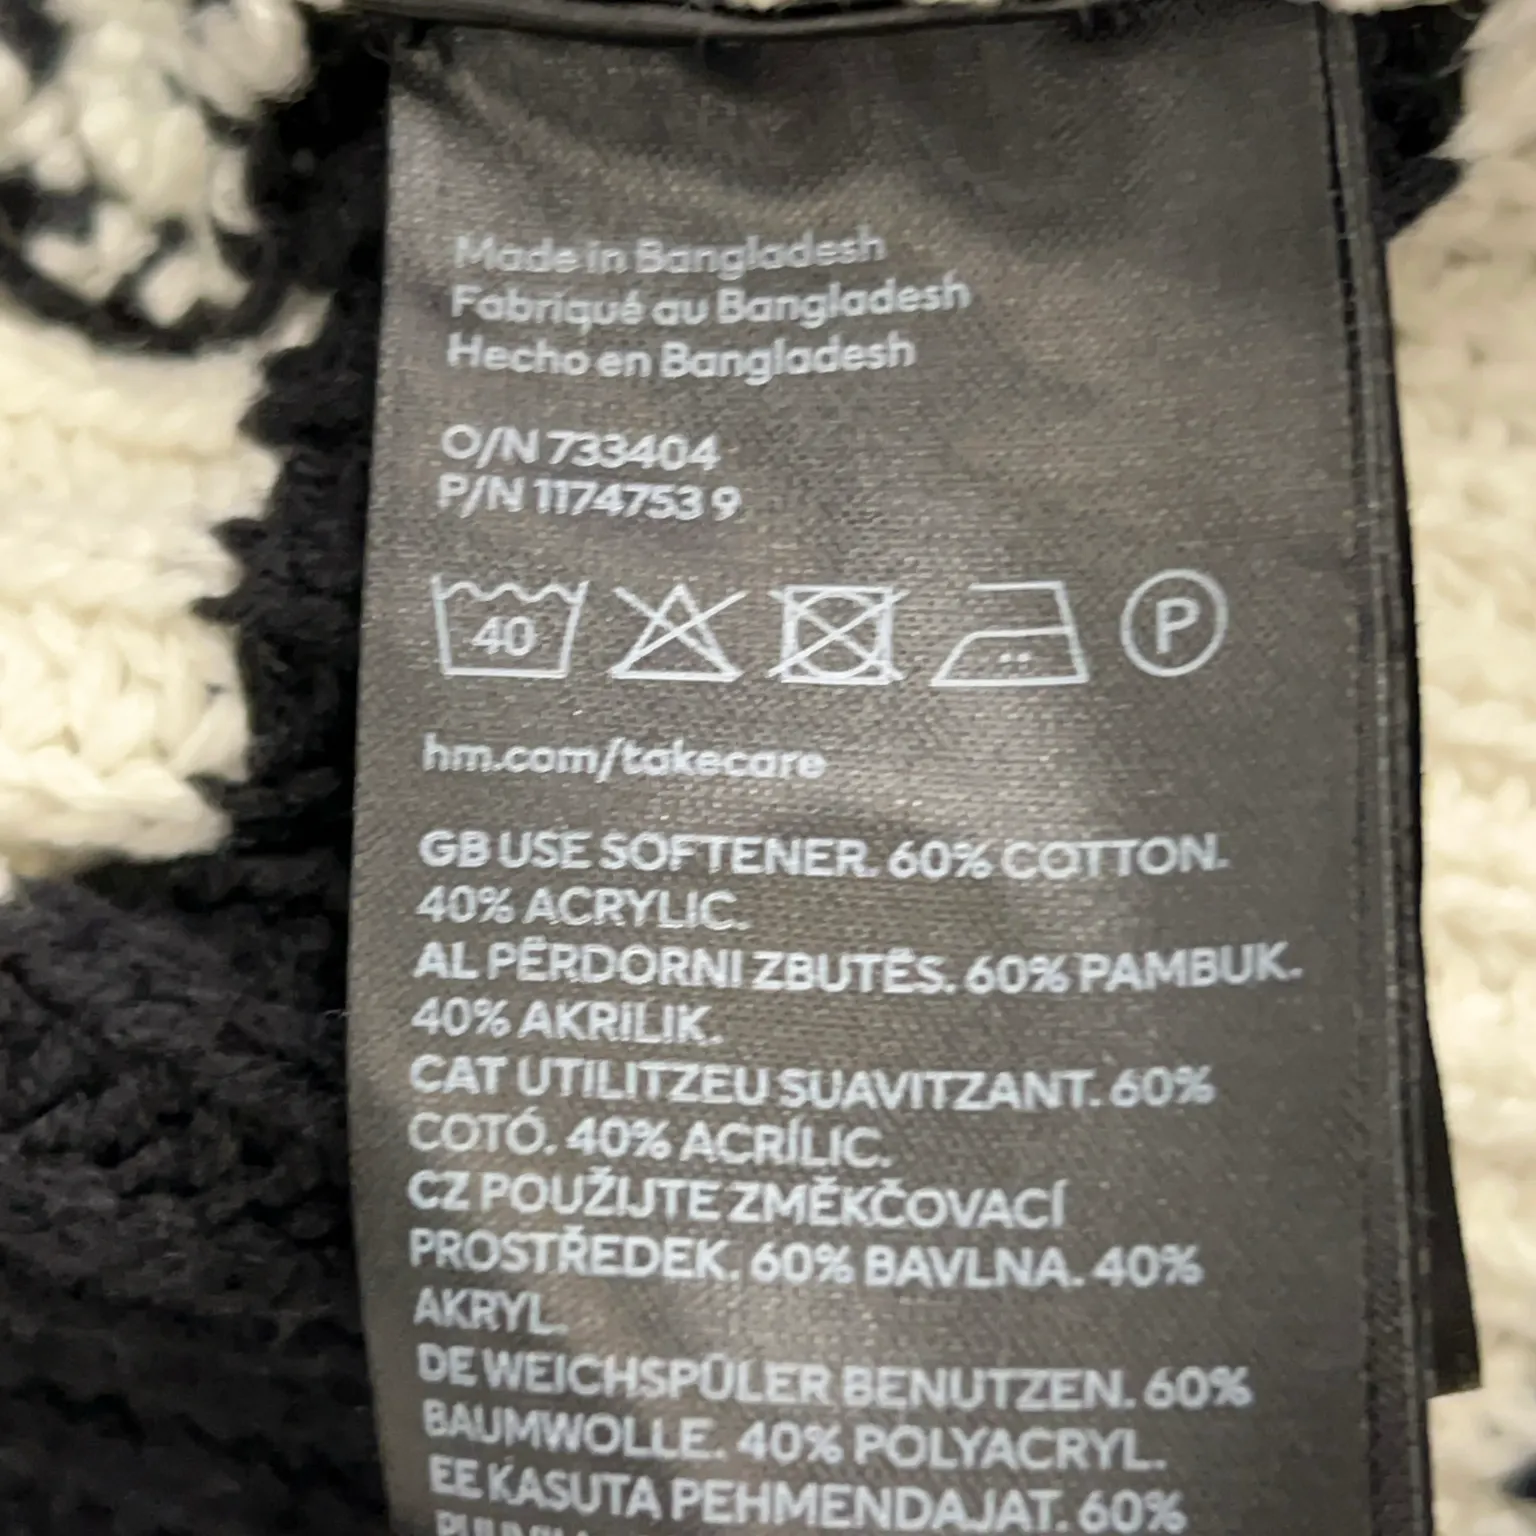 Made in Bangladesh
Fabriqué au Bangladesh
Hecho en Bangladesh
O/N 733404
P/N 1174753 9
40 P
hm.com/takecare
GB USE SOFTENER. 60% COTTON.
40% ACRYLIC.
AL PËRDORNI ZBUTËS. 60% PAMBUK.
40% AKRILIK.
CAT UTILITZEU SUAVITZANT. 60%
COTÓ. 40% ACRÍLIC.
CZ POUŽIJTE ZMĚKČOVACÍ
PROSTŘEDEK. 60% BAVLNA. 40%
AKRYL.
DE WEICHSPÜLER BENUTZEN. 60%
BAUMWOLLE. 40% POLYACRYL.
EE KASUTA PEHMENDAJAT. 60%